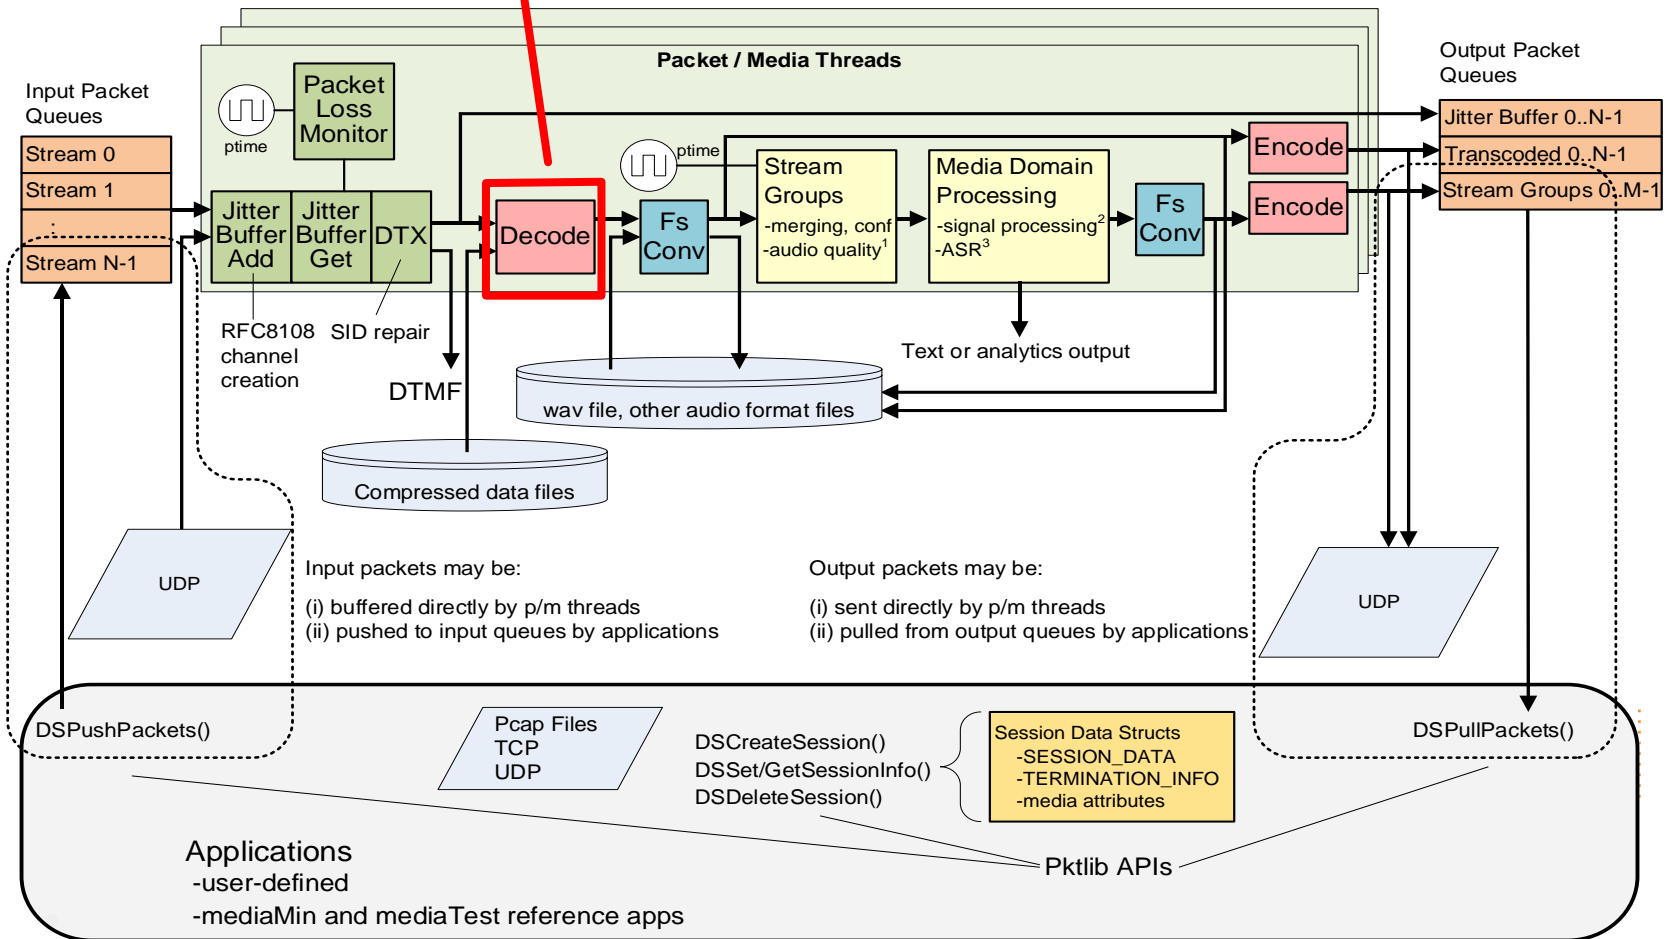 Packet / Media Threads
Input Packet
Queues
Stream 0
Stream 1
:
Stream N-1
ptime
Packet
Loss
Monitor
Jitter
Buffer
Add
Jitter
Buffer
Get
DTX
RFC8108
channel
creation
SID repair
DTMF
Decode
Fs
Conv
ptime
Stream
Groups
-merging, conf
-audio quality1
Media Domain
Processing
-signal processing2
-ASR3
Fs
Conv
Encode
Encode
Output Packet
Queues
Jitter Buffer 0..N-1
Transcoded 0..N-1
Stream Groups 0..M-1
Text or analytics output
wav file, other audio format files
Compressed data files
UDP
Input packets may be:
(i) buffered directly by p/m threads
(ii) pushed to input queues by applications
Output packets may be:
(i) sent directly by p/m threads
(ii) pulled from output queues by applications
UDP
DSPushPackets()
Pcap Files
TCP
UDP
DSCreateSession()
DSSet/GetSessionInfo()
DSDeleteSession()
Session Data Structs
-SESSION_DATA
-TERMINATION_INFO
-media attributes
DSPullPackets()
Pktlib APIs
Applications
-user-defined
-mediaMin and mediaTest reference apps